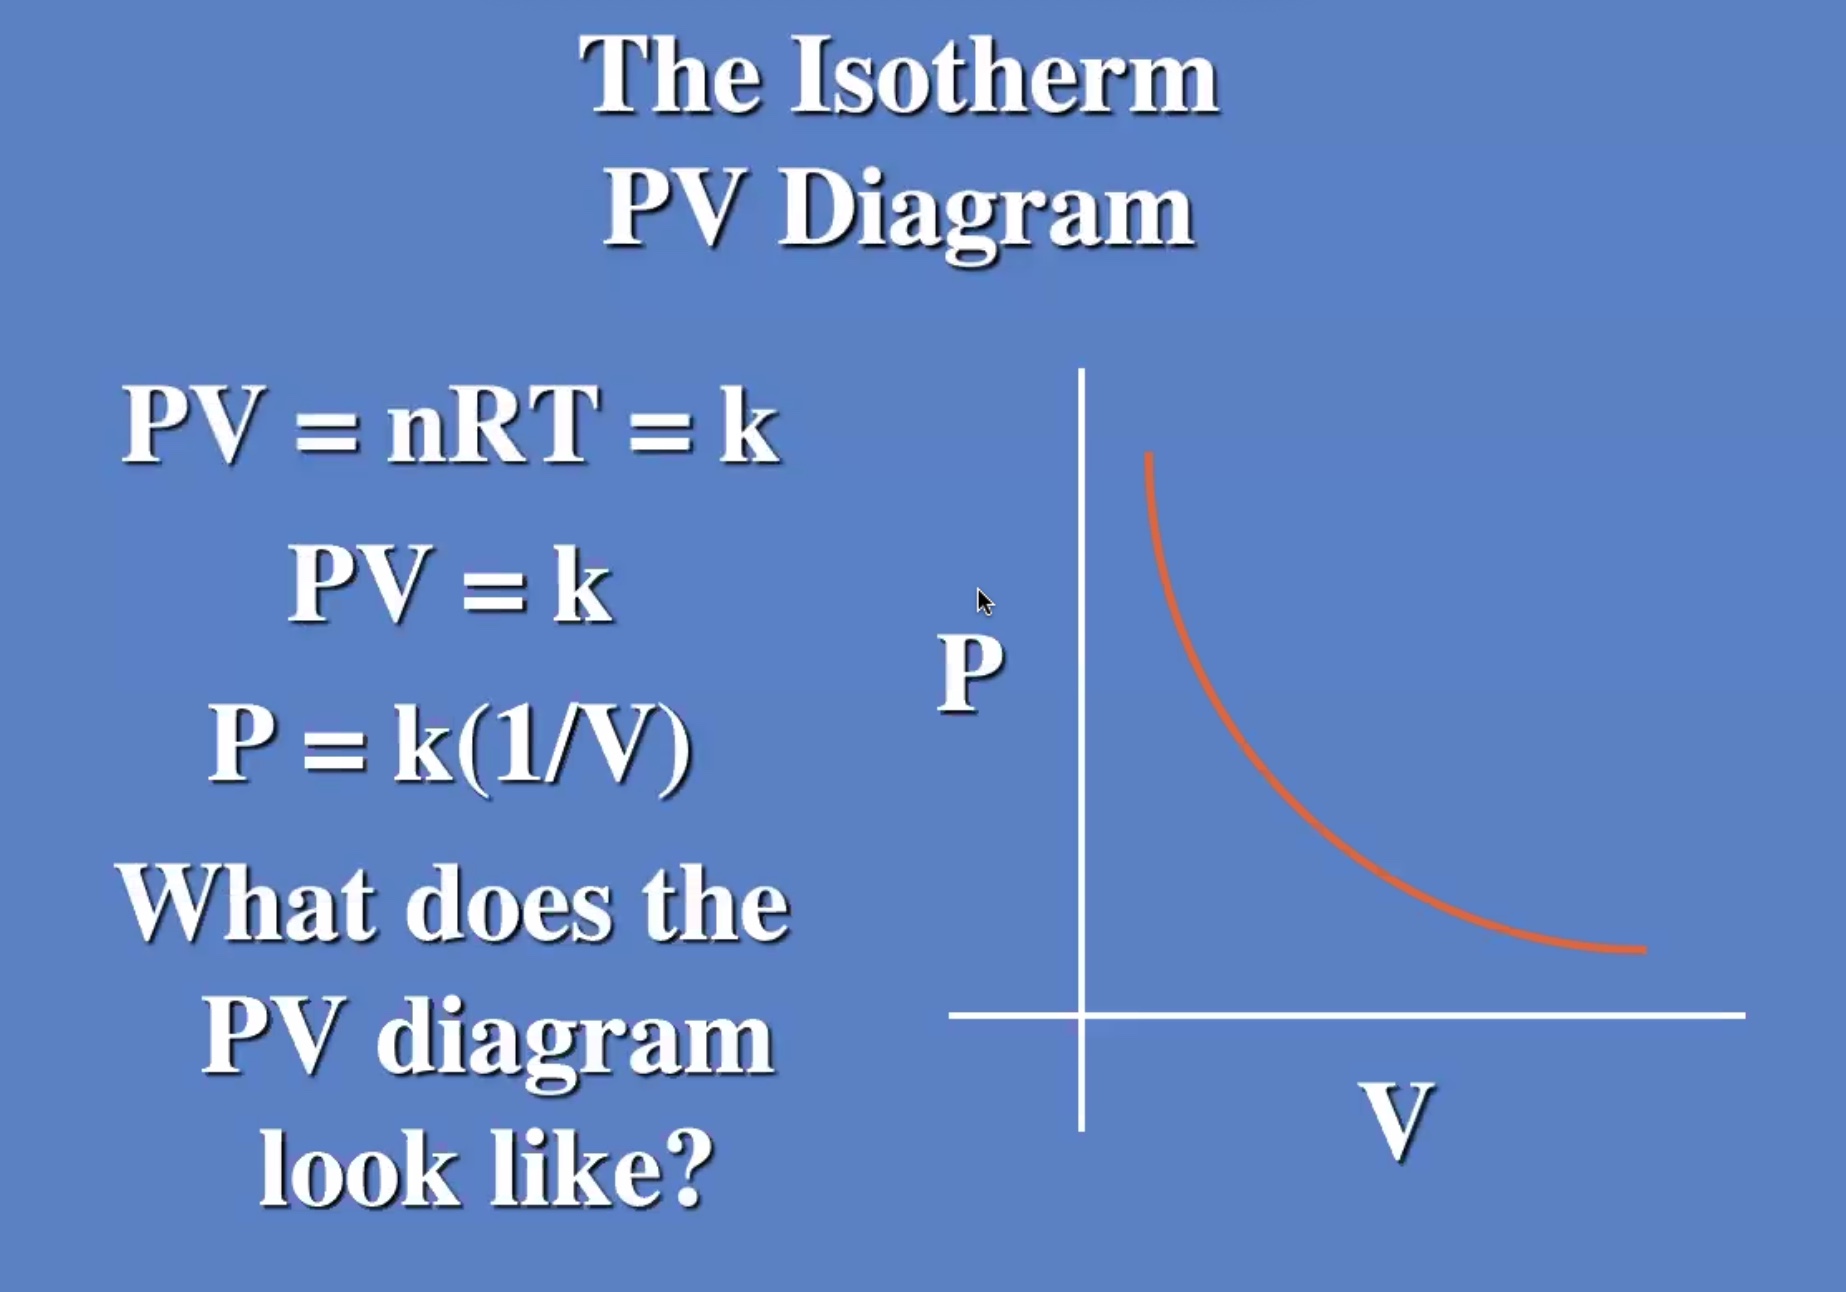 The Isotherm
PV Diagram
PV = nRT = k
PV = k
P = k(1/V)
What does the
PV diagram
look like?
P
V